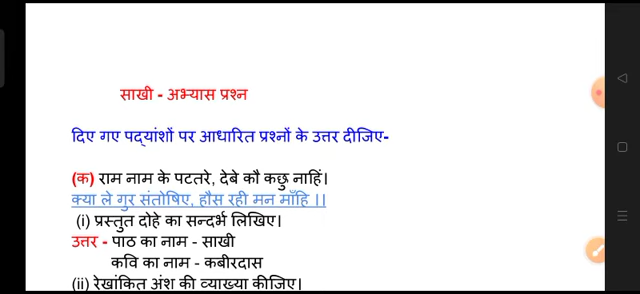 साखी - अभ्यास प्रश्न
दिए गए पद्यांशों पर आधारित प्रश्नों के उत्तर दीजिए-
(क) राम नाम के पटतरे, देबे कौ कछु नाहिं।
क्या ले गुर संतोषिए, हौस रही मन माँहि ।।
(i) प्रस्तुत दोहे का सन्दर्भ लिखिए।
उत्तर - पाठ का नाम - साखी
कवि का नाम - कबीरदास
(ii) रेखांकित अंश की व्याख्या कीजिए।